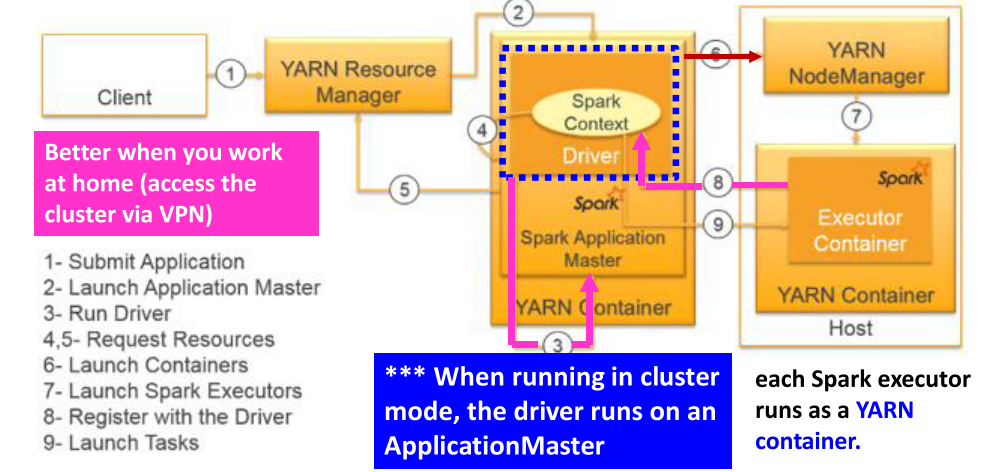 2
Client
1
YARN Resource
Manager
Spark
Context
Driver
4
6
YARN
NodeManager
7
Better when you work
at home (access the
cluster via VPN)
5
8
9
Spark
Spark Application
Master
YARN Container
3
Spark
Executor
Container
YARN Container
Host
1- Submit Application
2- Launch Application Master
3- Run Driver
4,5- Request Resources
6- Launch Containers
7- Launch Spark Executors
8- Register with the Driver
9- Launch Tasks
*** When running in cluster
mode, the driver runs on an
ApplicationMaster
each Spark executor
runs as a YARN
container.